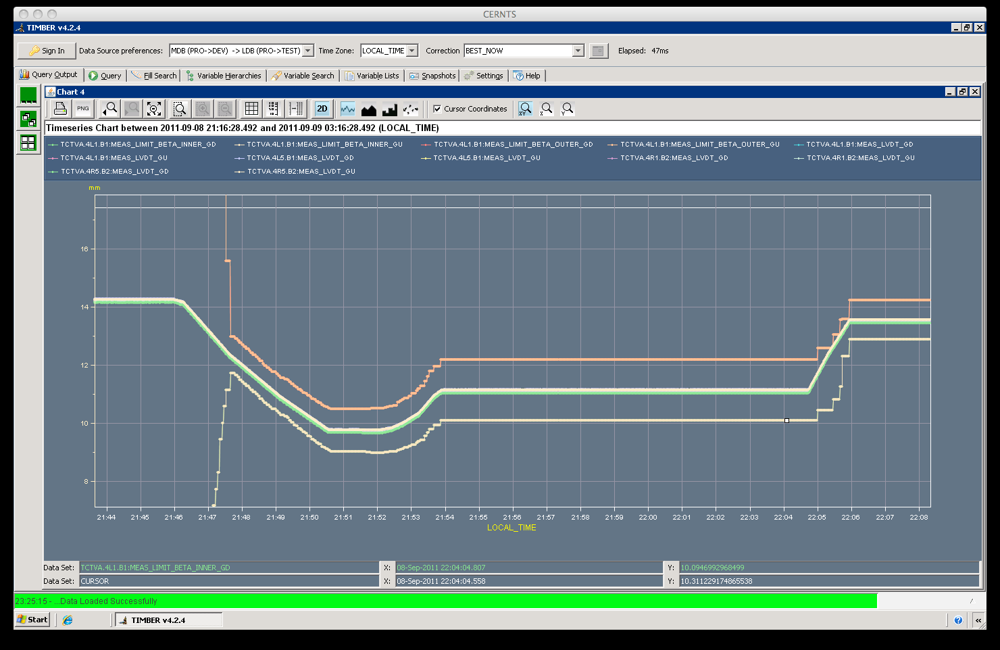 CERNTS
TIMBER v4.2.4
Sign In Data Source preferences: MDB (PRO->DEV) -> LDB (PRO->TEST) Time Zone: LOCAL_TIME Correction BEST_NOW Elapsed: 47ms
Query Output Query Fill Search Variable Hierarchies Variable Search Variable Lists Snapshots Settings Help
Chart 4
PNG 2D Cursor Coordinates XY X Y
Timeseries Chart between 2011-09-08 21:16:28.492 and 2011-09-09 03:16:28.492 (LOCAL_TIME)
TCTVA.4L1.B1:MEAS_LIMIT_BETA_INNER_GD TCTVA.4L1.B1:MEAS_LIMIT_BETA_INNER_GU TCTVA.4L1.B1:MEAS_LIMIT_BETA_OUTER_GD TCTVA.4L1.B1:MEAS_LIMIT_BETA_OUTER_GU TCTVA.4L1.B1:MEAS_LVDT_GD
TCTVA.4L1.B1:MEAS_LVDT_GU TCTVA.4L5.B1:MEAS_LVDT_GD TCTVA.4L5.B1:MEAS_LVDT_GU TCTVA.4R1.B2:MEAS_LVDT_GD TCTVA.4R1.B2:MEAS_LVDT_GU
TCTVA.4R5.B2:MEAS_LVDT_GD TCTVA.4R5.B2:MEAS_LVDT_GU
mm
16
14
12
10
8
21:44 21:45 21:46 21:47 21:48 21:49 21:50 21:51 21:52 21:53 21:54 21:55 21:56 21:57 21:58 21:59 22:00 22:01 22:02 22:03 22:04 22:05 22:06 22:07 22:08
LOCAL_TIME
Data Set: TCTVA.4L1.B1:MEAS_LIMIT_BETA_INNER_GD X: 08-Sep-2011 22:04:04.807 Y: 10.0946992968499
Data Set: CURSOR X: 08-Sep-2011 22:04:04.558 Y: 10.311229174865538
23:25:15 - ...Data Loaded Successfully
Start TIMBER v4.2.4